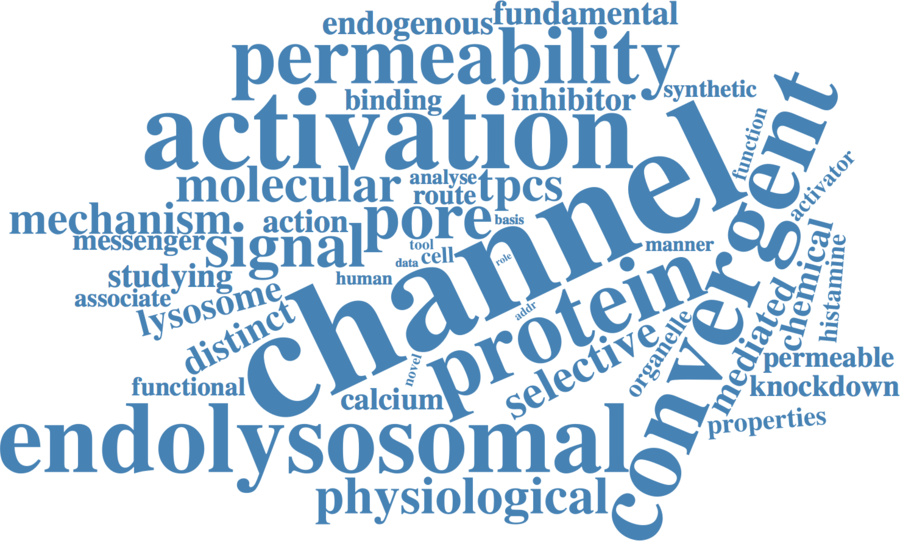 fundamental
endogenous
permeability
synthetic
binding
inhibitor
activation
function
convergent
channel
molecular
analyse
tpcs
route
activator
mechanism
action
pore
basis
messenger
signal
tool
cell
manner
data
role
human
studying
associate
lysosome
chemical
histamine
protein
distinct
addr
selective
organelle
mediated
permeable
novel
functional
calcium
knockdown
properties
endolysosomal
physiological